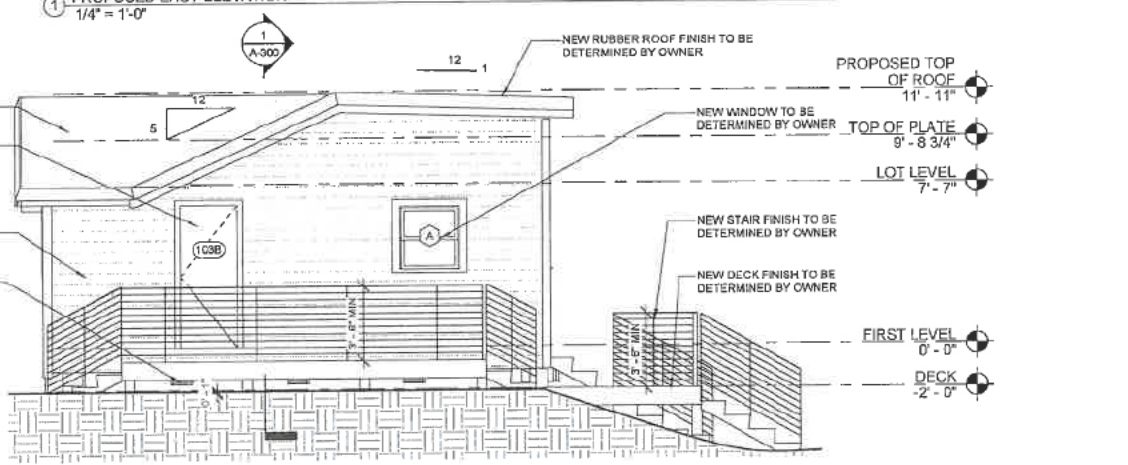 1
1/4" = 1'-0"
1
A-300
12
1
NEW RUBBER ROOF FINISH TO BE
DETERMINED BY OWNER
PROPOSED TOP
OF ROOF
11' - 11"
12
5
NEW WINDOW TO BE
DETERMINED BY OWNER
TOP OF PLATE
9' - 8 3/4"
LOT LEVEL
7' - 7"
103B
A
NEW STAIR FINISH TO BE
DETERMINED BY OWNER
NEW DECK FINISH TO BE
DETERMINED BY OWNER
3' - 6" MIN
3' - 6" MIN
FIRST LEVEL
0' - 0"
DECK
-2' - 0"